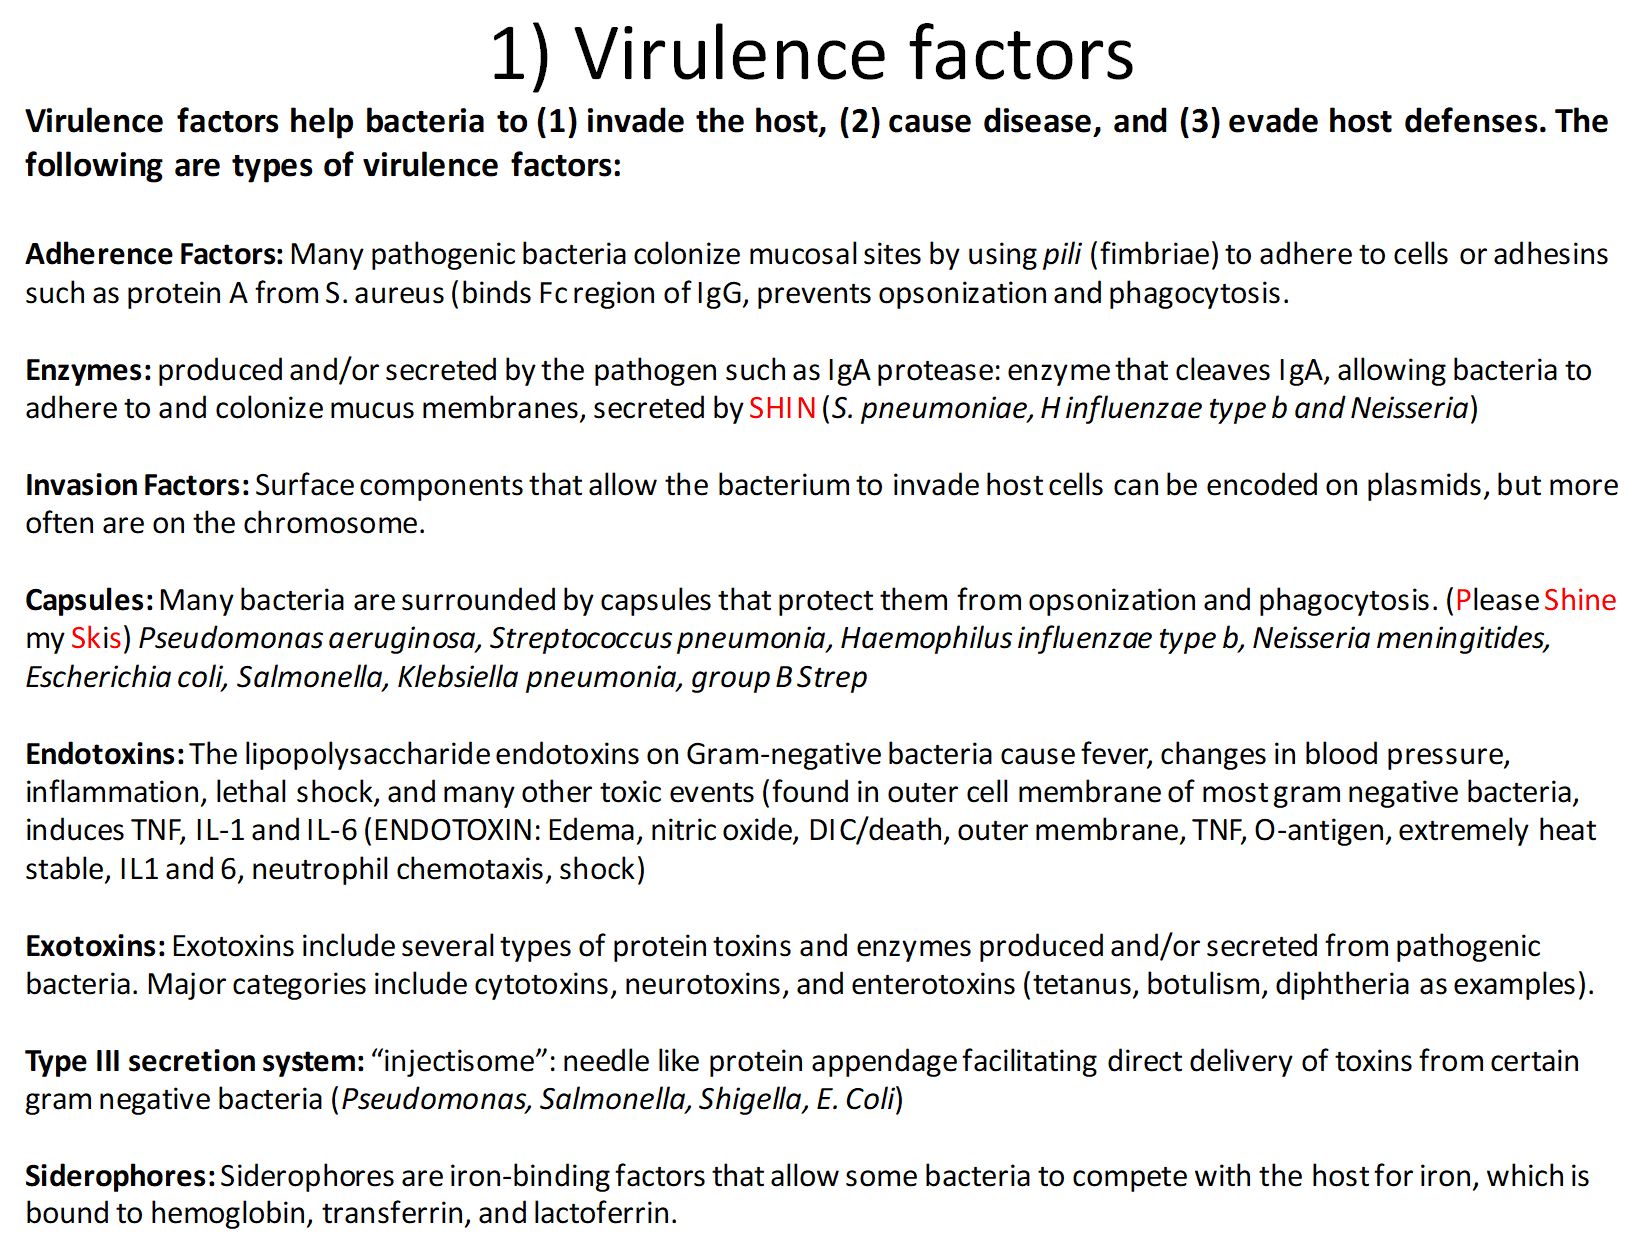 1) Virulence factors
Virulence factors help bacteria to (1) invade the host, (2) cause disease, and (3) evade host defenses. The
following are types of virulence factors:
Adherence Factors: Many pathogenic bacteria colonize mucosal sites by using pili (fimbriae) to adhere to cells or adhesins
such as protein A from S. aureus (binds Fc region of IgG, prevents opsonization and phagocytosis.
Enzymes: produced and/or secreted by the pathogen such as IgA protease: enzyme that cleaves IgA, allowing bacteria to
adhere to and colonize mucus membranes, secreted by SHIN (S. pneumoniae, H influenzae type b and Neisseria)
Invasion Factors: Surface components that allow the bacterium to invade host cells can be encoded on plasmids, but more
often are on the chromosome.
Capsules: Many bacteria are surrounded by capsules that protect them from opsonization and phagocytosis. (Please Shine
my Skis) Pseudomonas aeruginosa, Streptococcus pneumonia, Haemophilus influenzae type b, Neisseria meningitides,
Escherichia coli, Salmonella, Klebsiella pneumonia, group B Strep
Endotoxins: The lipopolysaccharide endotoxins on Gram-negative bacteria cause fever, changes in blood pressure,
inflammation, lethal shock, and many other toxic events (found in outer cell membrane of most gram negative bacteria,
induces TNF, IL-1 and IL-6 (ENDOTOXIN: Edema, nitric oxide, DIC/death, outer membrane, TNF, O-antigen, extremely heat
stable, IL1 and 6, neutrophil chemotaxis, shock)
Exotoxins: Exotoxins include several types of protein toxins and enzymes produced and/or secreted from pathogenic
bacteria. Major categories include cytotoxins, neurotoxins, and enterotoxins (tetanus, botulism, diphtheria as examples).
Type III secretion system: “injectisome”: needle like protein appendage facilitating direct delivery of toxins from certain
gram negative bacteria (Pseudomonas, Salmonella, Shigella, E. Coli)
Siderophores: Siderophores are iron-binding factors that allow some bacteria to compete with the host for iron, which is
bound to hemoglobin, transferrin, and lactoferrin.